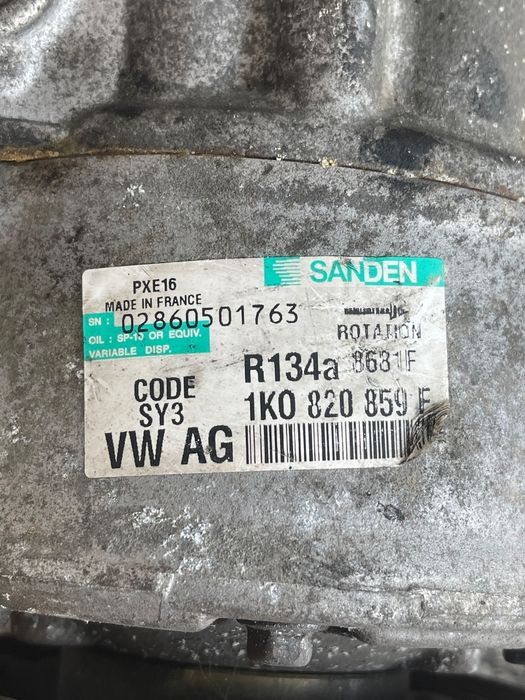 SANDEN
PXE16
MADE IN FRANCE
SN : 02860501763
OIL : SP-10 OR EQUIV.
VARIABLE DISP.
ROTATION
R134a 8681F
CODE
SY3
1K0 820 859 F
VW AG